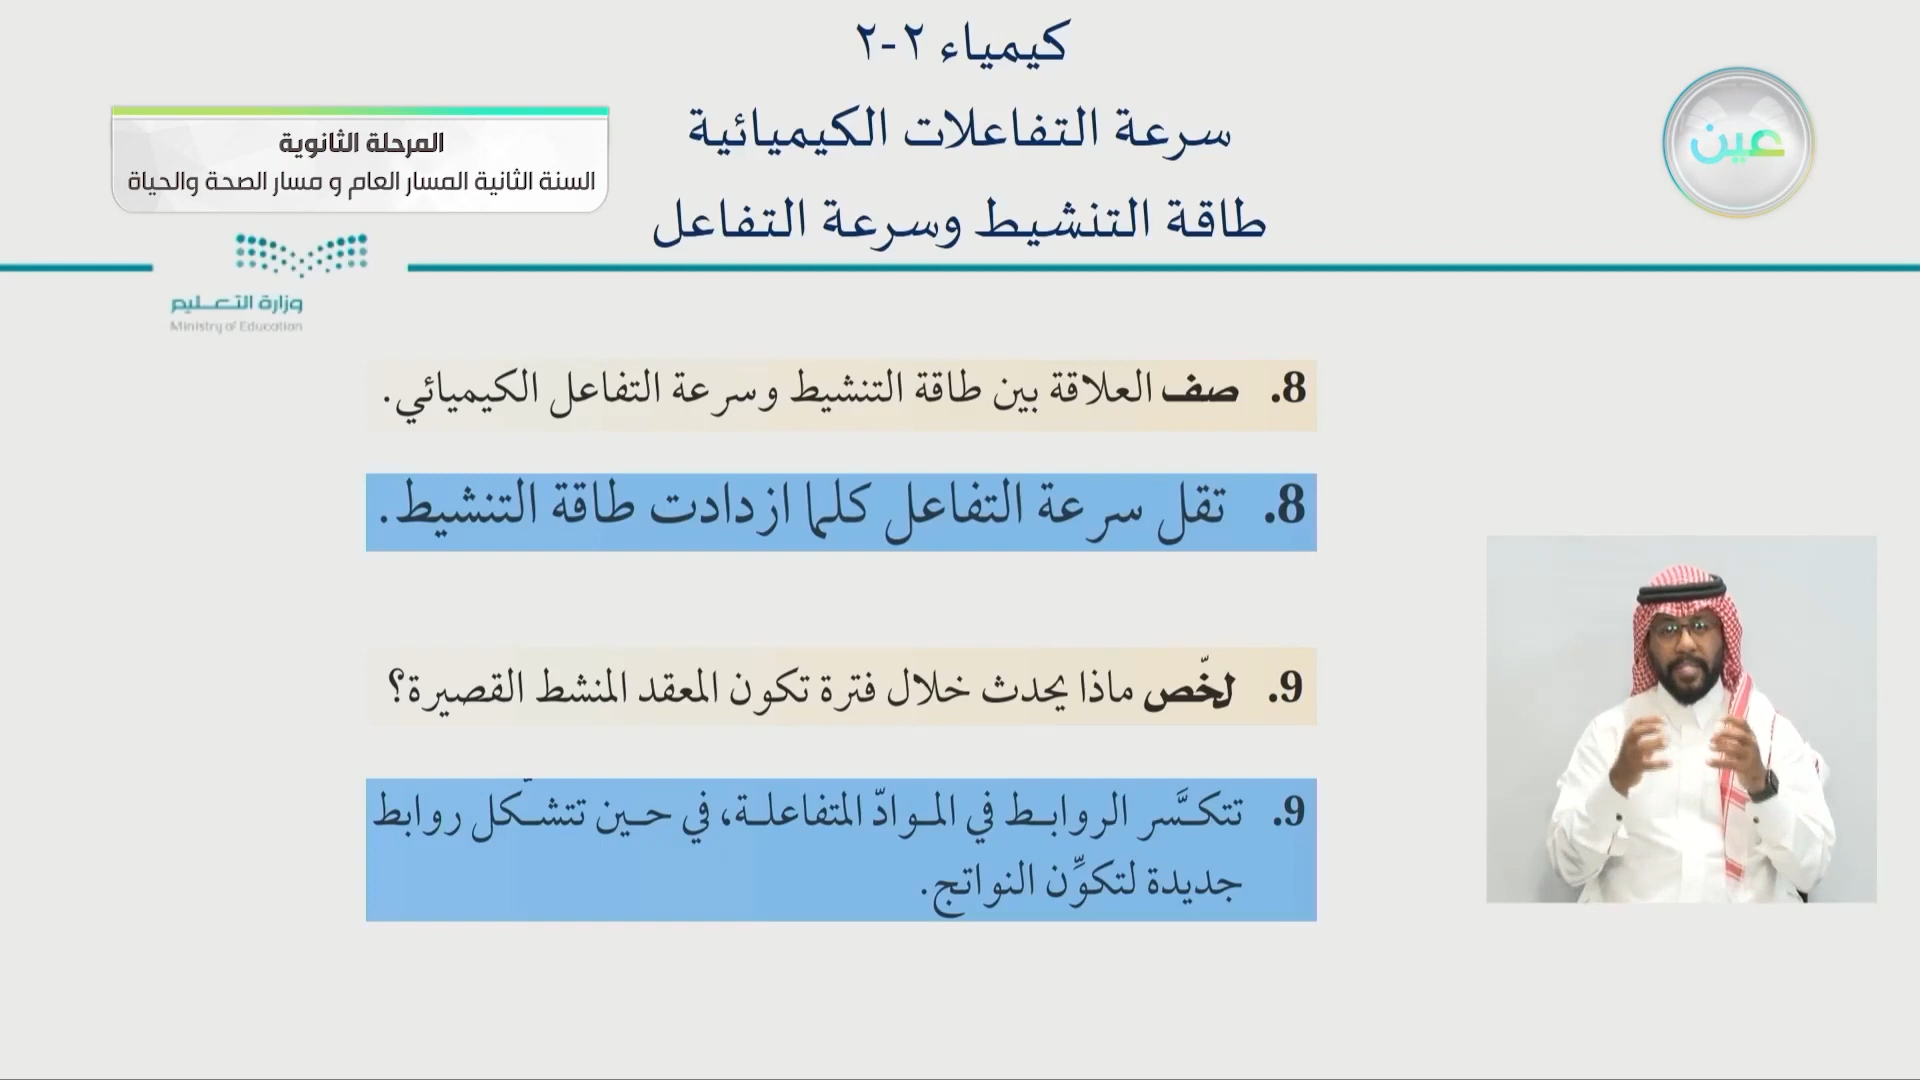 كيمياء ٢-٢
سرعة التفاعلات الكيميائية
طاقة التنشيط وسرعة التفاعل
عين
المرحلة الثانوية
السنة الثانية المسار العام و مسار الصحة والحياة
وزارة التعليم
Ministry of Education
8. صف العلاقة بين طاقة التنشيط وسرعة التفاعل الكيميائي.
8. تقل سرعة التفاعل كلما ازدادت طاقة التنشيط.
9. لخّص ماذا يحدث خلال فترة تكون المعقد المنشط القصيرة؟
9. تتكسَّر الروابط في الموادّ المتفاعلة، في حين تتشكّل روابط
جديدة لتكوِّن النواتج.